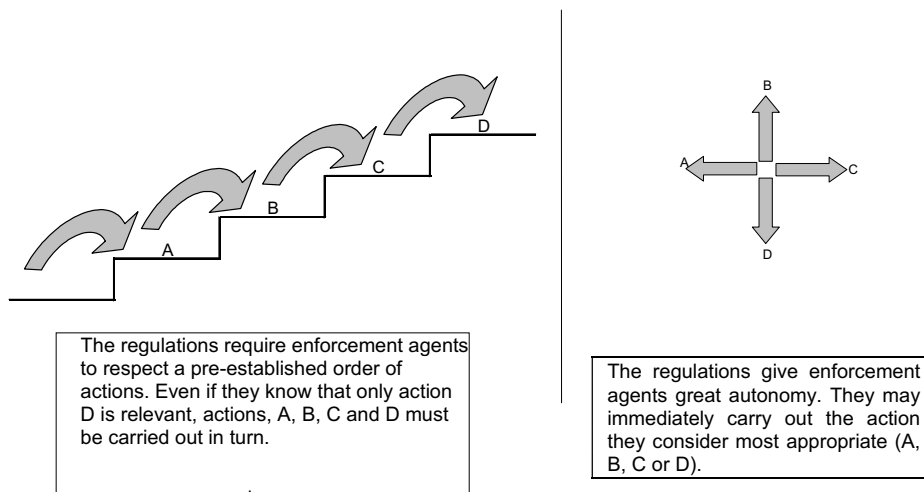 A
B
C
D
The regulations require enforcement agents
to respect a pre-established order of
actions. Even if they know that only action
D is relevant, actions, A, B, C and D must
be carried out in turn.
B
A
C
D
The regulations give enforcement
agents great autonomy. They may
immediately carry out the action
they consider most appropriate (A,
B, C or D).